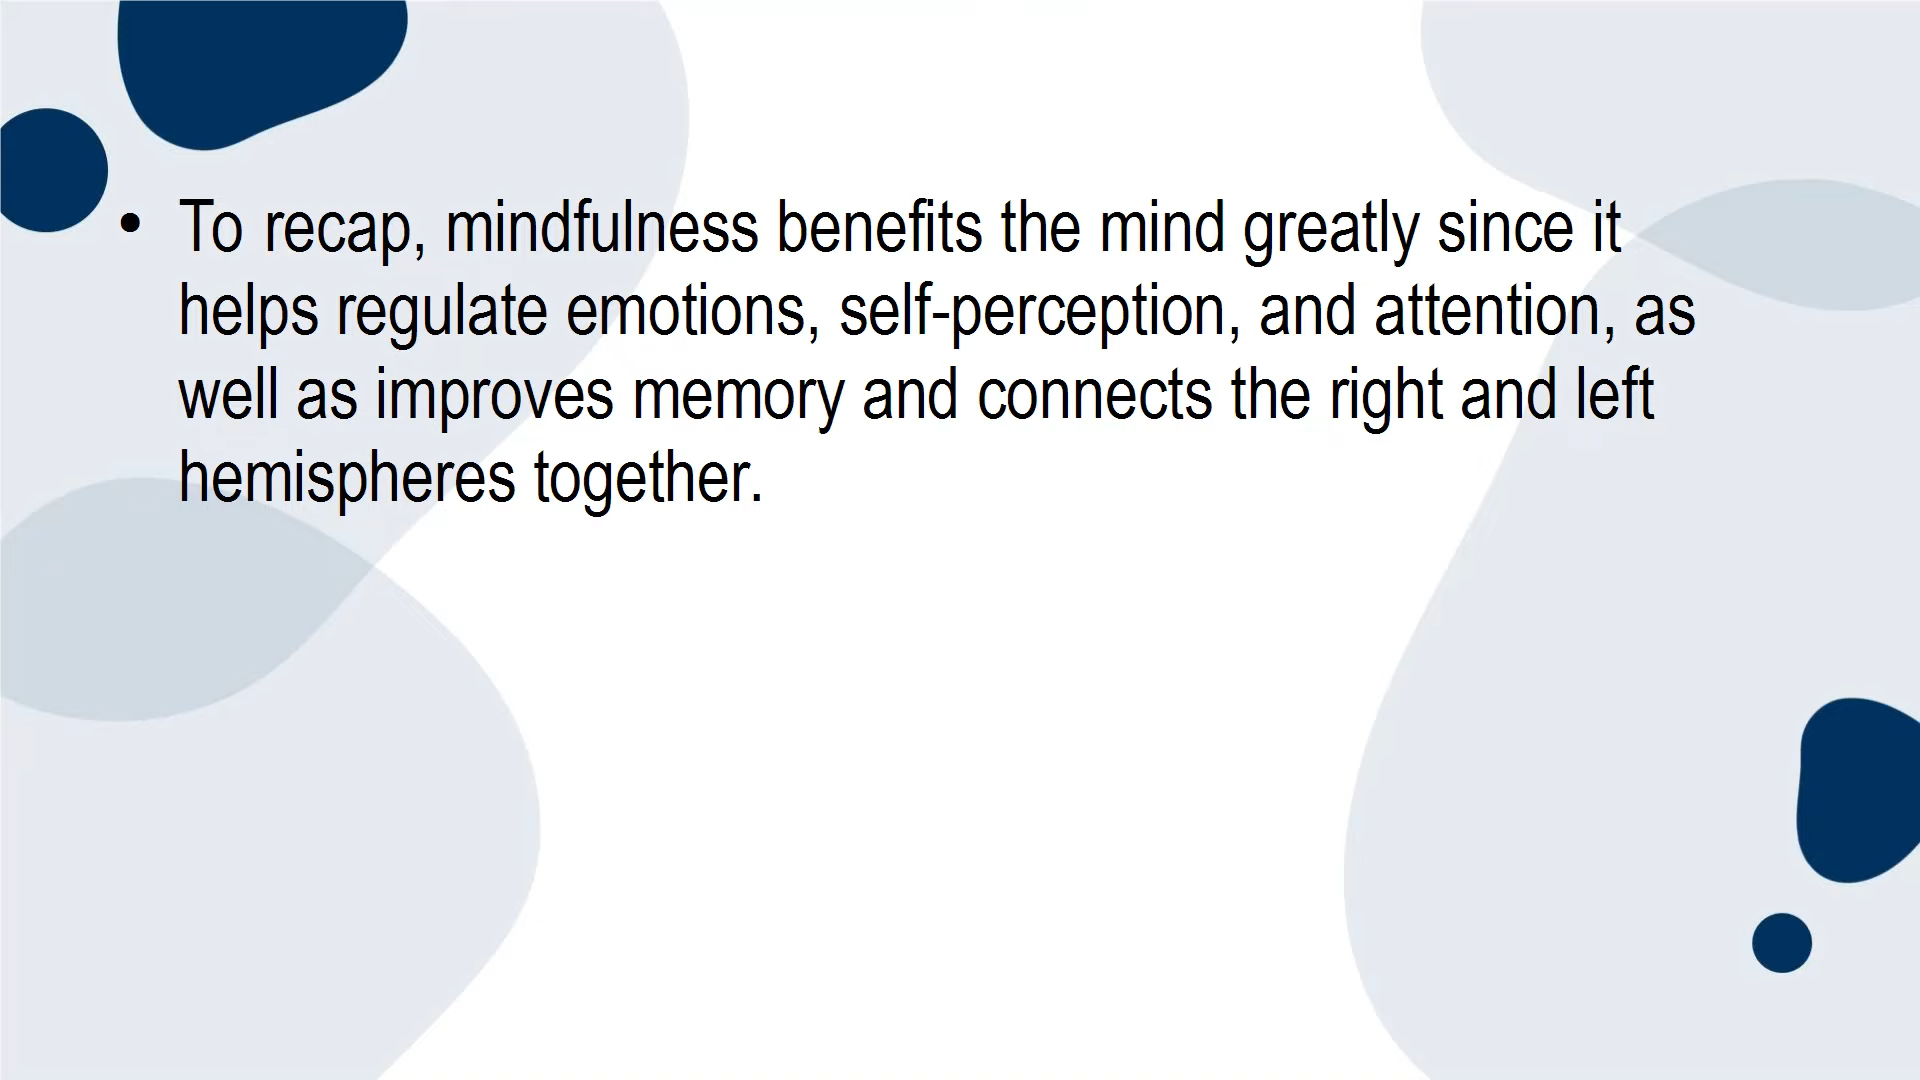 • To recap, mindfulness benefits the mind greatly since it
helps regulate emotions, self-perception, and attention, as
well as improves memory and connects the right and left
hemispheres together.